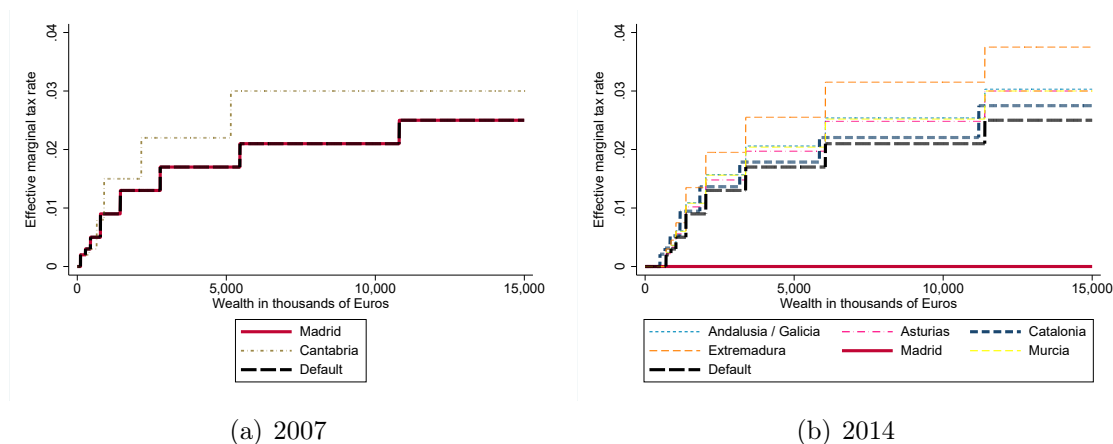 Effective marginal tax rate
.04
.03
.02
.01
0
0
5,000
10,000
15,000
Wealth in thousands of Euros
Madrid
Cantabria
Default
(a) 2007
Effective marginal tax rate
.04
.03
.02
.01
0
0
5,000
10,000
15,000
Wealth in thousands of Euros
Andalusia / Galicia Asturias Catalonia
Extremadura Madrid Murcia
Default
(b) 2014